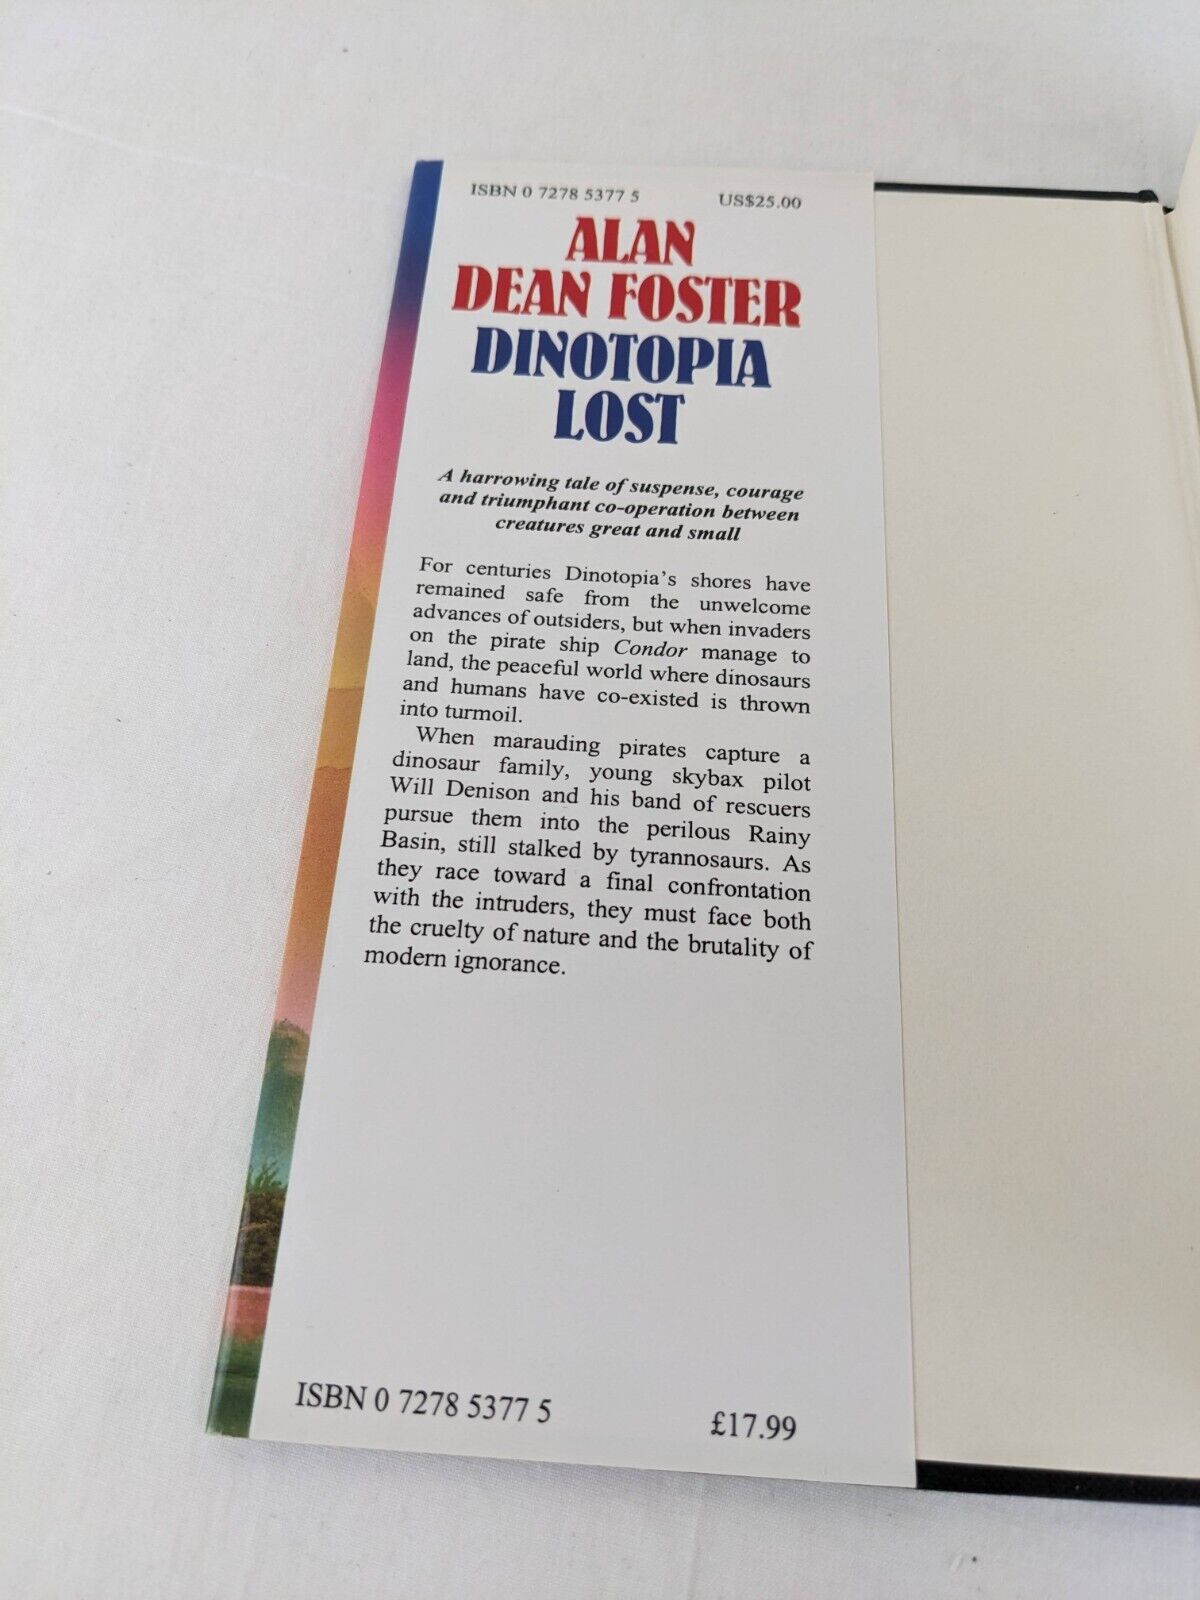 ISBN 0 7278 5377 5 US$25.00
ALAN
DEAN FOSTER
DINOTOPIA
LOST
A harrowing tale of suspense, courage
and triumphant co-operation between
creatures great and small
For centuries Dinotopia's shores have
remained safe from the unwelcome
advances of outsiders, but when invaders
on the pirate ship Condor manage to
land, the peaceful world where dinosaurs
and humans have co-existed is thrown
into turmoil.
When marauding pirates capture a
dinosaur family, young skybax pilot
Will Denison and his band of rescuers
pursue them into the perilous Rainy
Basin, still stalked by tyrannosaurs. As
they race toward a final confrontation
with the intruders, they must face both
the cruelty of nature and the brutality of
modern ignorance.
ISBN 0 7278 5377 5 £17.99